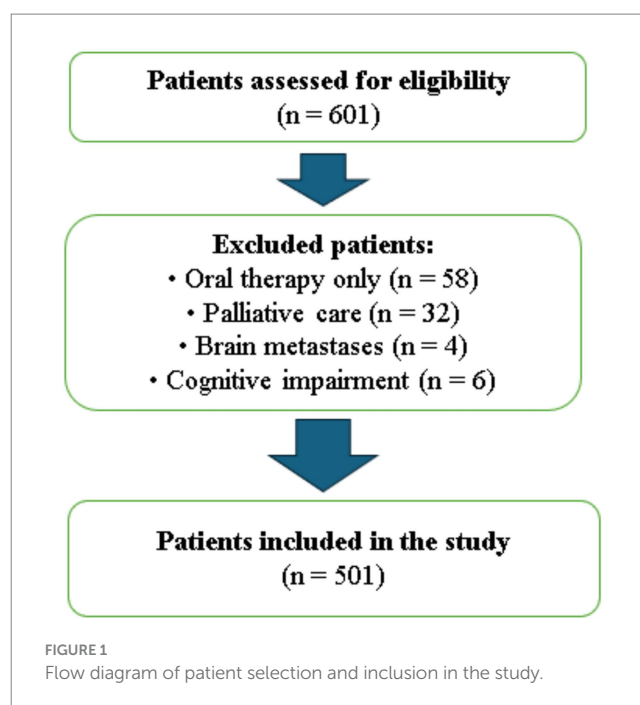 Patients assessed for eligibility
(n = 601)
Excluded patients:
• Oral therapy only (n = 58)
• Palliative care (n = 32)
• Brain metastases (n = 4)
• Cognitive impairment (n = 6)
Patients included in the study
(n = 501)
FIGURE 1
Flow diagram of patient selection and inclusion in the study.